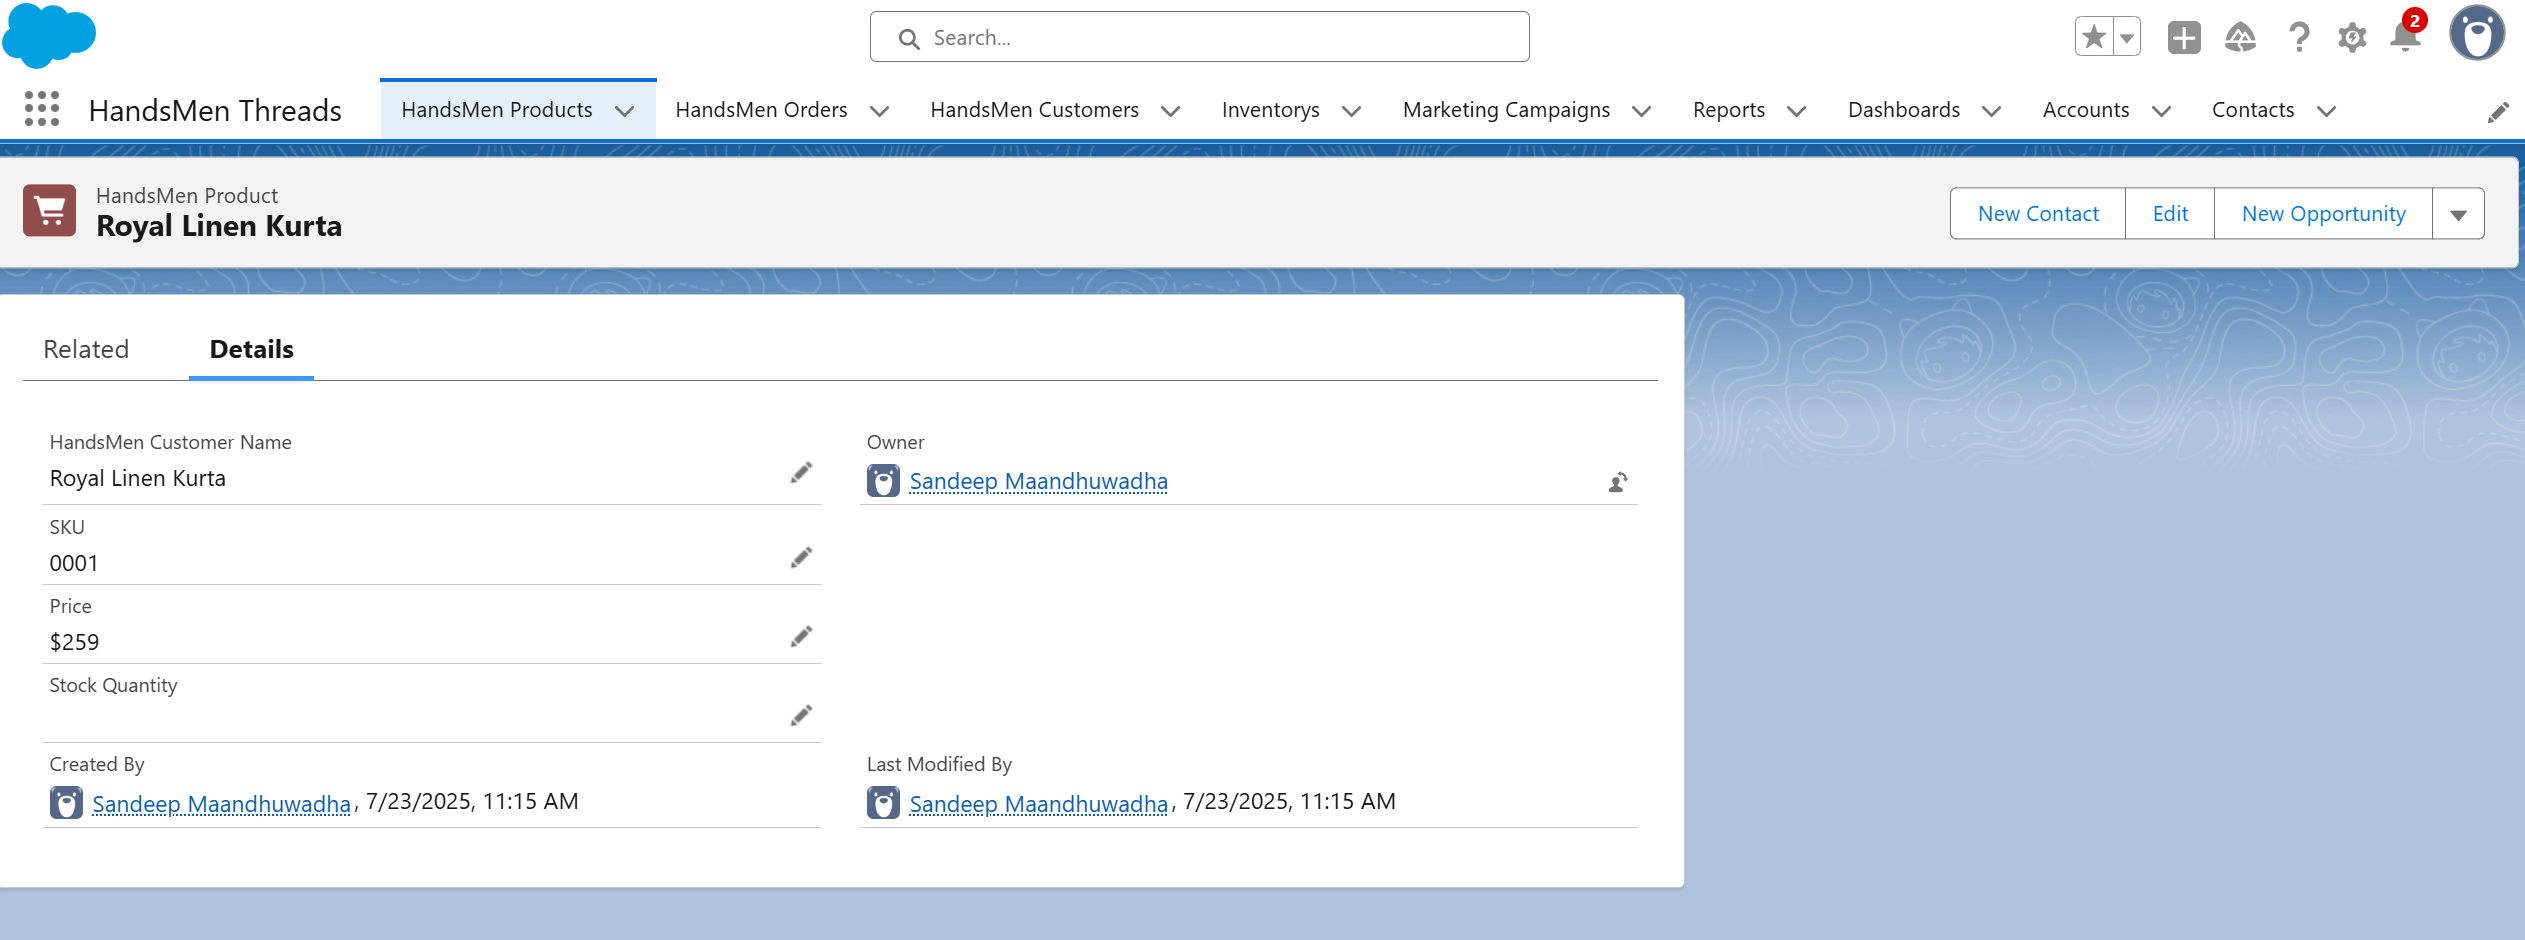 Search...
2
HandsMen Threads
HandsMen Products
HandsMen Orders
HandsMen Customers
Inventorys
Marketing Campaigns
Reports
Dashboards
Accounts
Contacts
HandsMen Product
Royal Linen Kurta
New Contact
Edit
New Opportunity
Related
Details
HandsMen Customer Name
Royal Linen Kurta
Owner
Sandeep Maandhuwadha
SKU
0001
Price
$259
Stock Quantity
Created By
Sandeep Maandhuwadha, 7/23/2025, 11:15 AM
Last Modified By
Sandeep Maandhuwadha, 7/23/2025, 11:15 AM